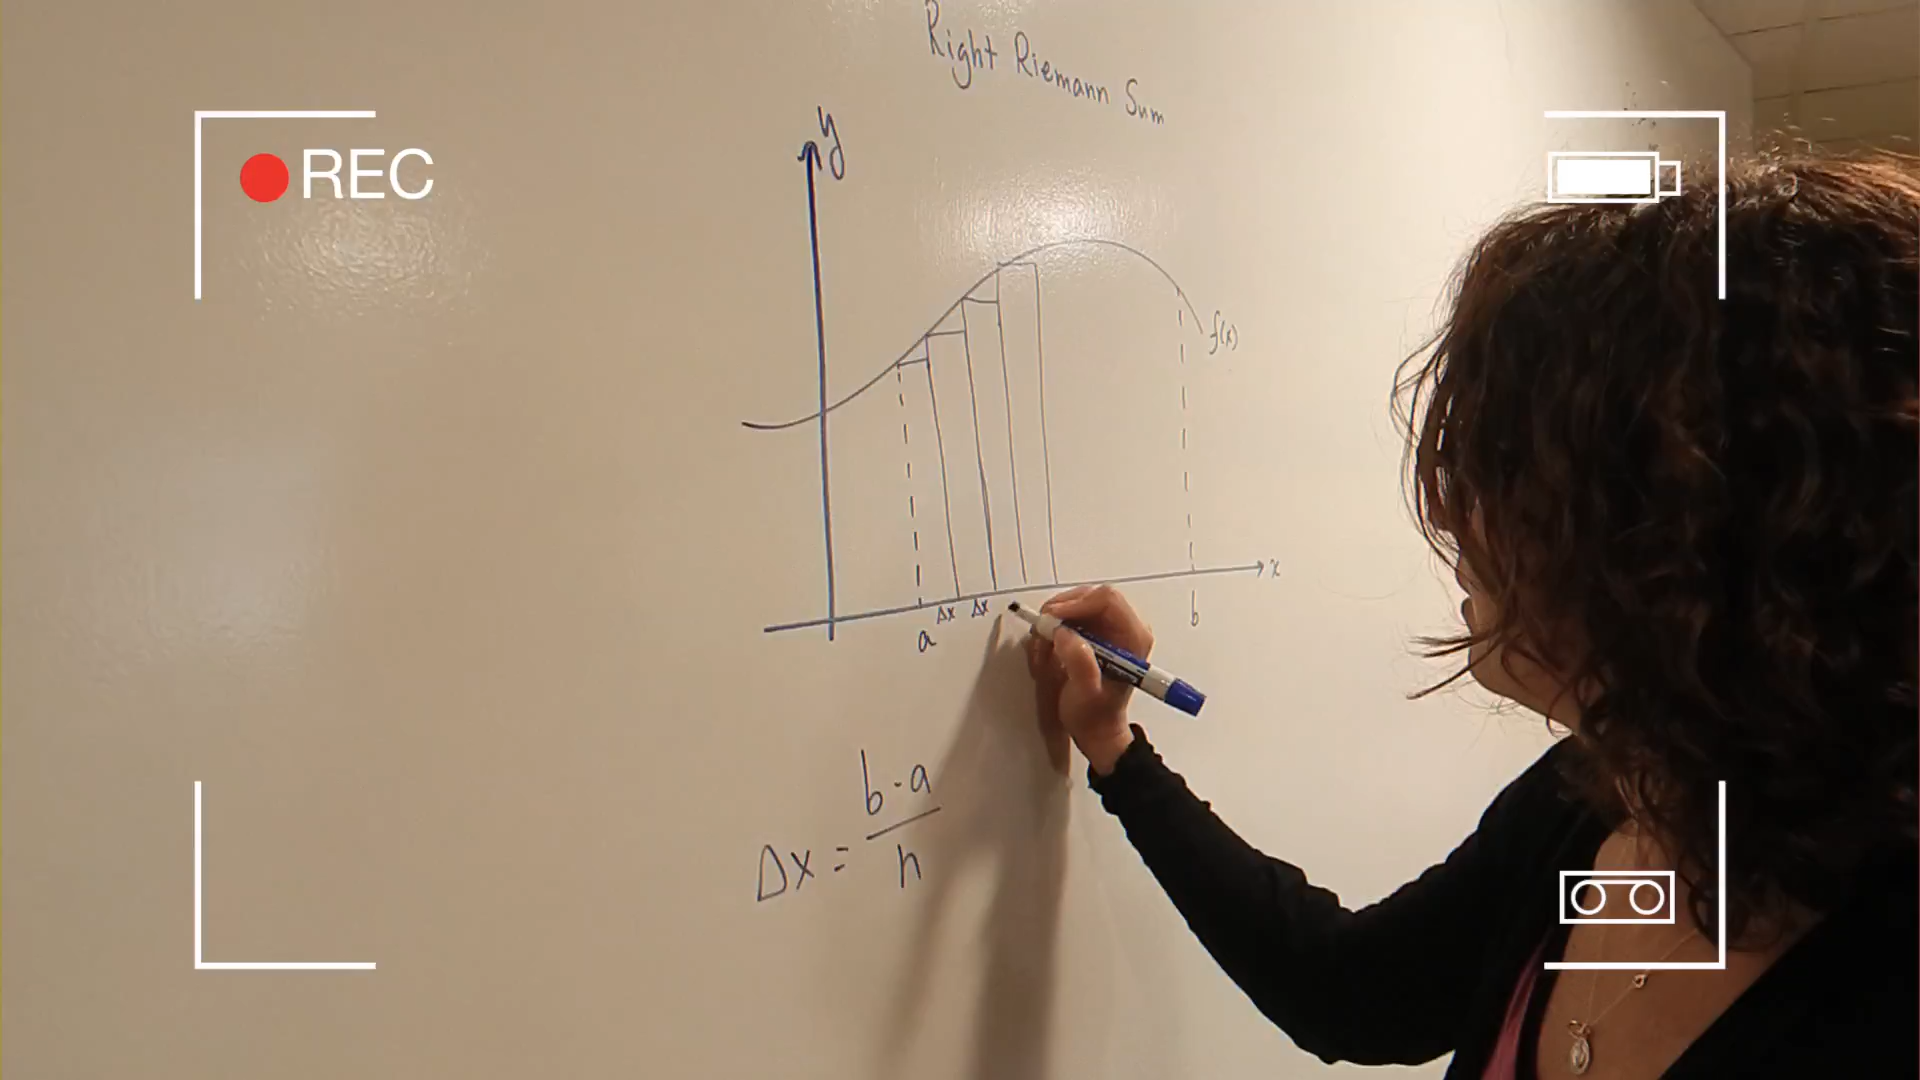 Right Riemann Sum
REC
y
f(x)
x
Δx Δx
a
b
b-a
Δx =
n